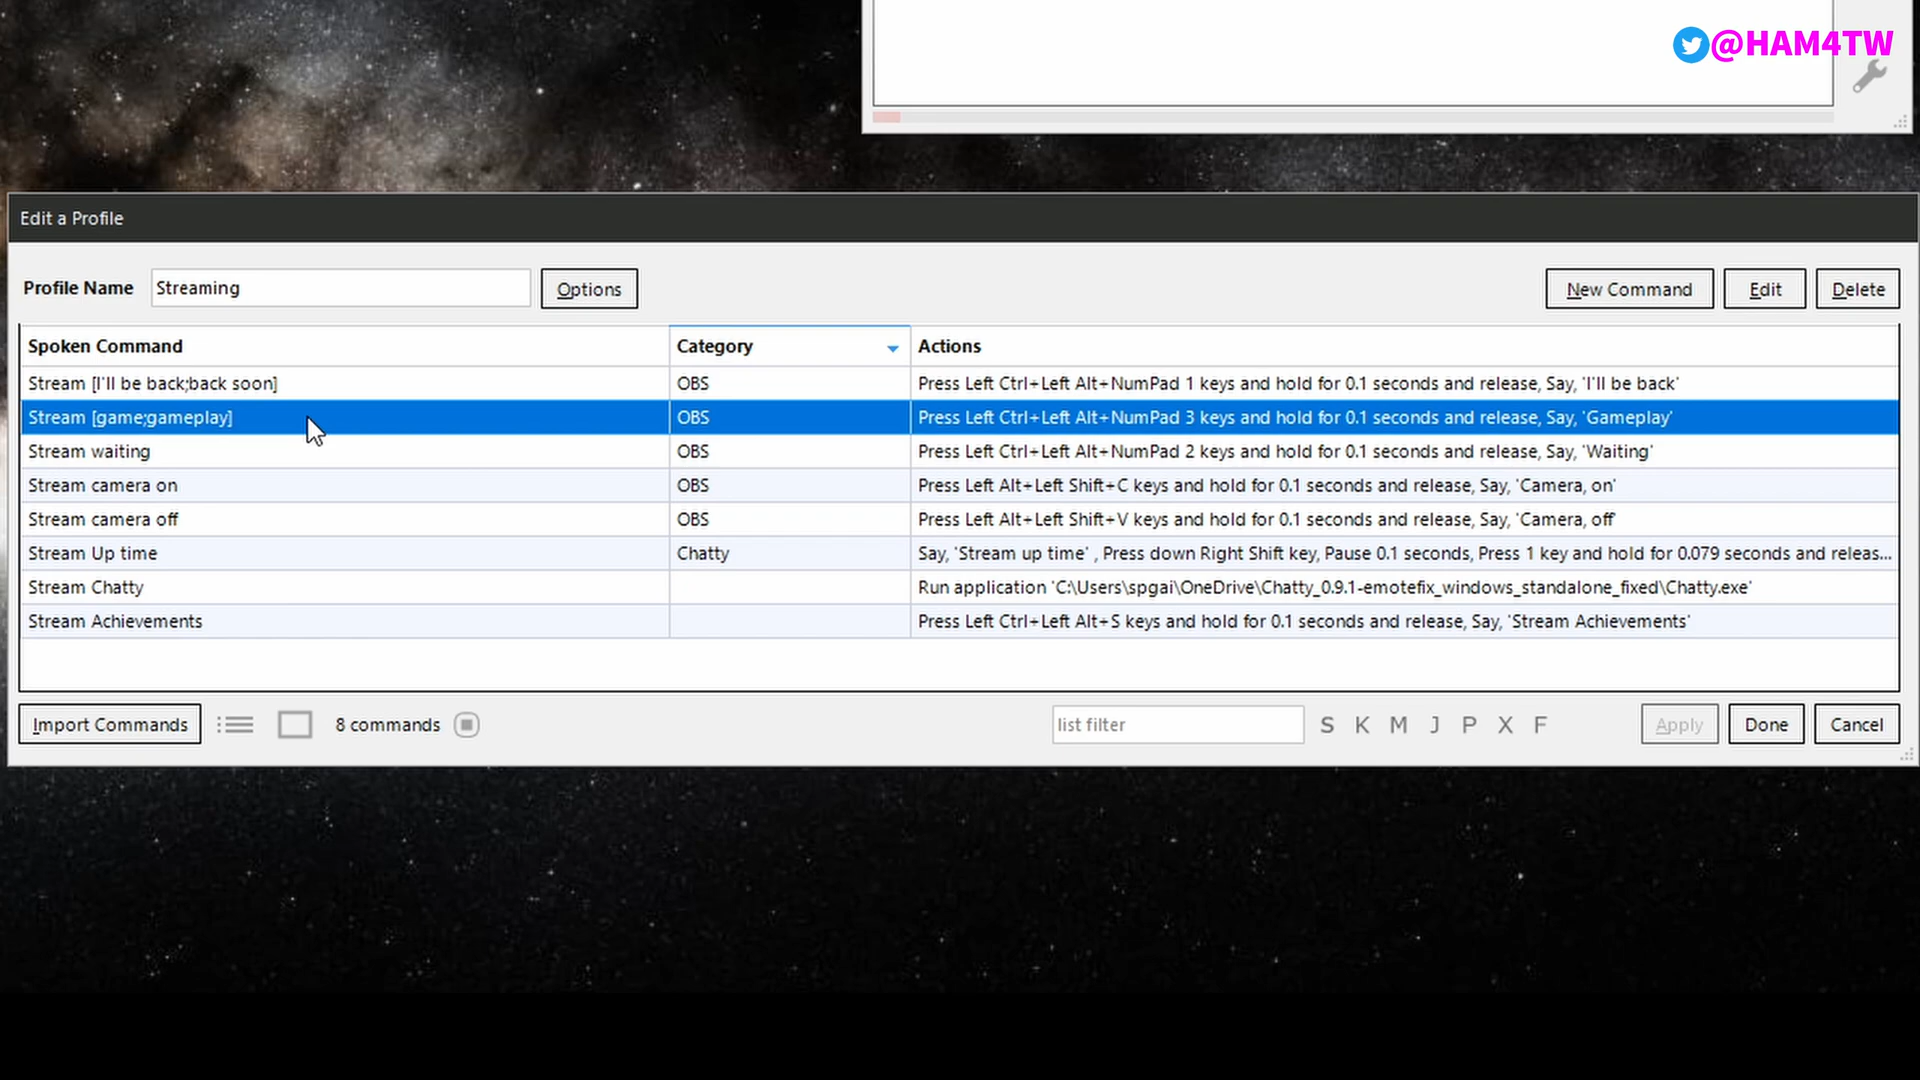 @HAM4TW
Edit a Profile
Profile Name Streaming Options New Command Edit Delete
Spoken Command Category Actions
Stream [I'll be back;back soon] OBS Press Left Ctrl+Left Alt+NumPad 1 keys and hold for 0.1 seconds and release, Say, 'I'll be back'
Stream [game;gameplay] OBS Press Left Ctrl+Left Alt+NumPad 3 keys and hold for 0.1 seconds and release, Say, 'Gameplay'
Stream waiting OBS Press Left Ctrl+Left Alt+NumPad 2 keys and hold for 0.1 seconds and release, Say, 'Waiting'
Stream camera on OBS Press Left Alt+Left Shift+C keys and hold for 0.1 seconds and release, Say, 'Camera, on'
Stream camera off OBS Press Left Alt+Left Shift+V keys and hold for 0.1 seconds and release, Say, 'Camera, off'
Stream Up time Chatty Say, 'Stream up time' , Press down Right Shift key, Pause 0.1 seconds, Press 1 key and hold for 0.079 seconds and releas...
Stream Chatty Run application 'C:\Users\spgai\OneDrive\Chatty_0.9.1-emotefix_windows_standalone_fixed\Chatty.exe'
Stream Achievements Press Left Ctrl+Left Alt+S keys and hold for 0.1 seconds and release, Say, 'Stream Achievements'
Import Commands 8 commands list filter S K M J P X F Apply Done Cancel